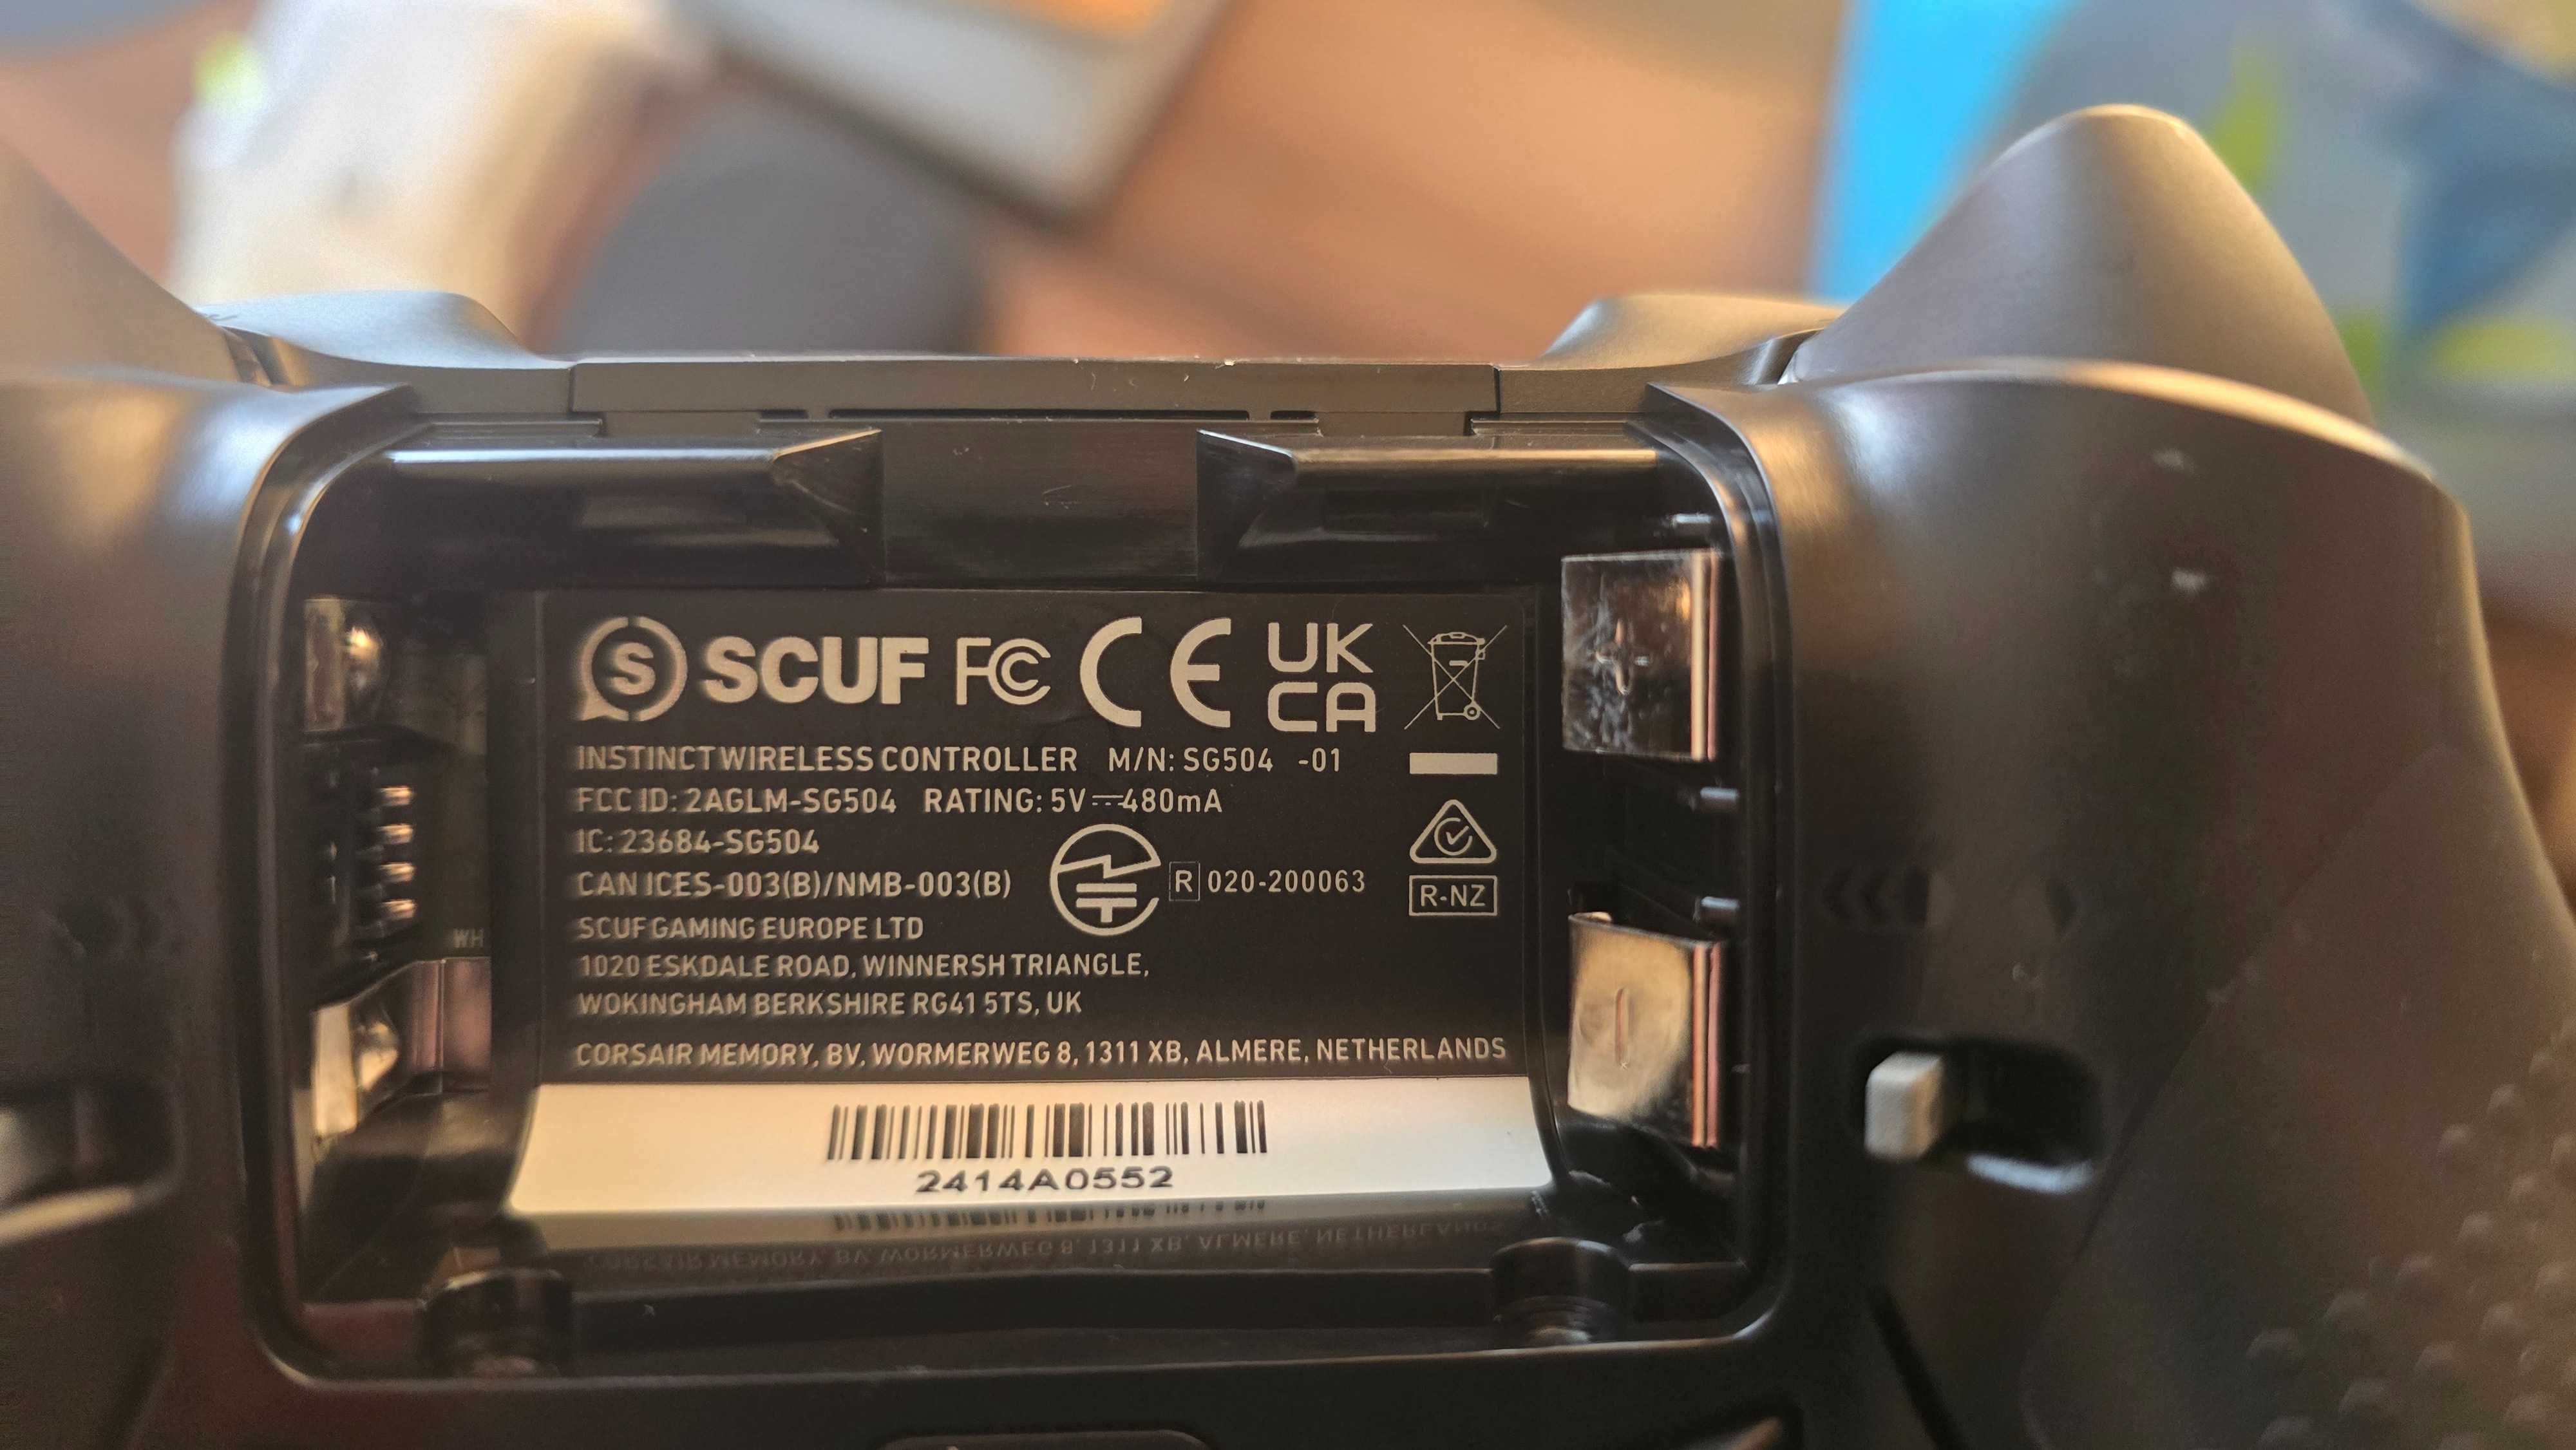 S SCUF FC CE UK CA
INSTINCT WIRELESS CONTROLLER M/N: SG504 -01
FCC ID: 2AGLM-SG504 RATING: 5V⎓480mA
IC: 23684-SG504
CAN ICES-003(B)/NMB-003(B) R 020-200063
R-NZ
SCUF GAMING EUROPE LTD
1020 ESKDALE ROAD, WINNERSH TRIANGLE,
WOKINGHAM BERKSHIRE RG41 5TS, UK
CORSAIR MEMORY, BV, WORMERWEG 8, 1311 XB, ALMERE, NETHERLANDS
2414A0552
WH